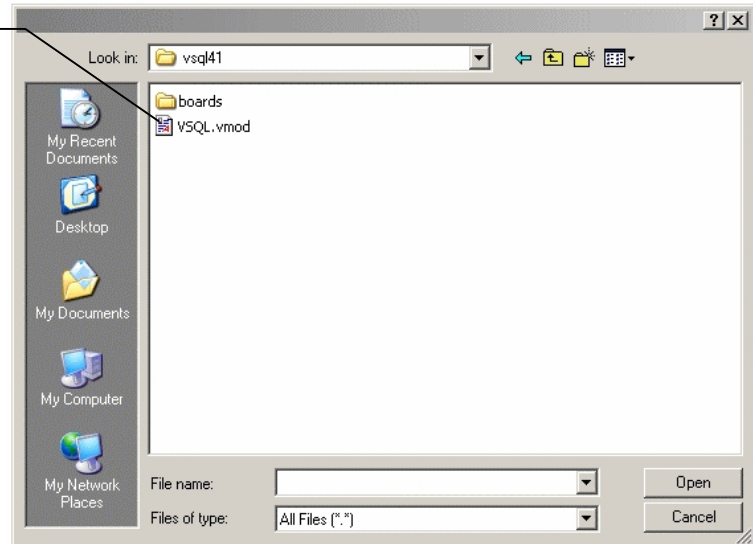 Look in: vsql41
boards
VSQL.vmod
My Recent
Documents
Desktop
My Documents
My Computer
My Network
Places
File name:
Open
Files of type: All Files (*.*)
Cancel